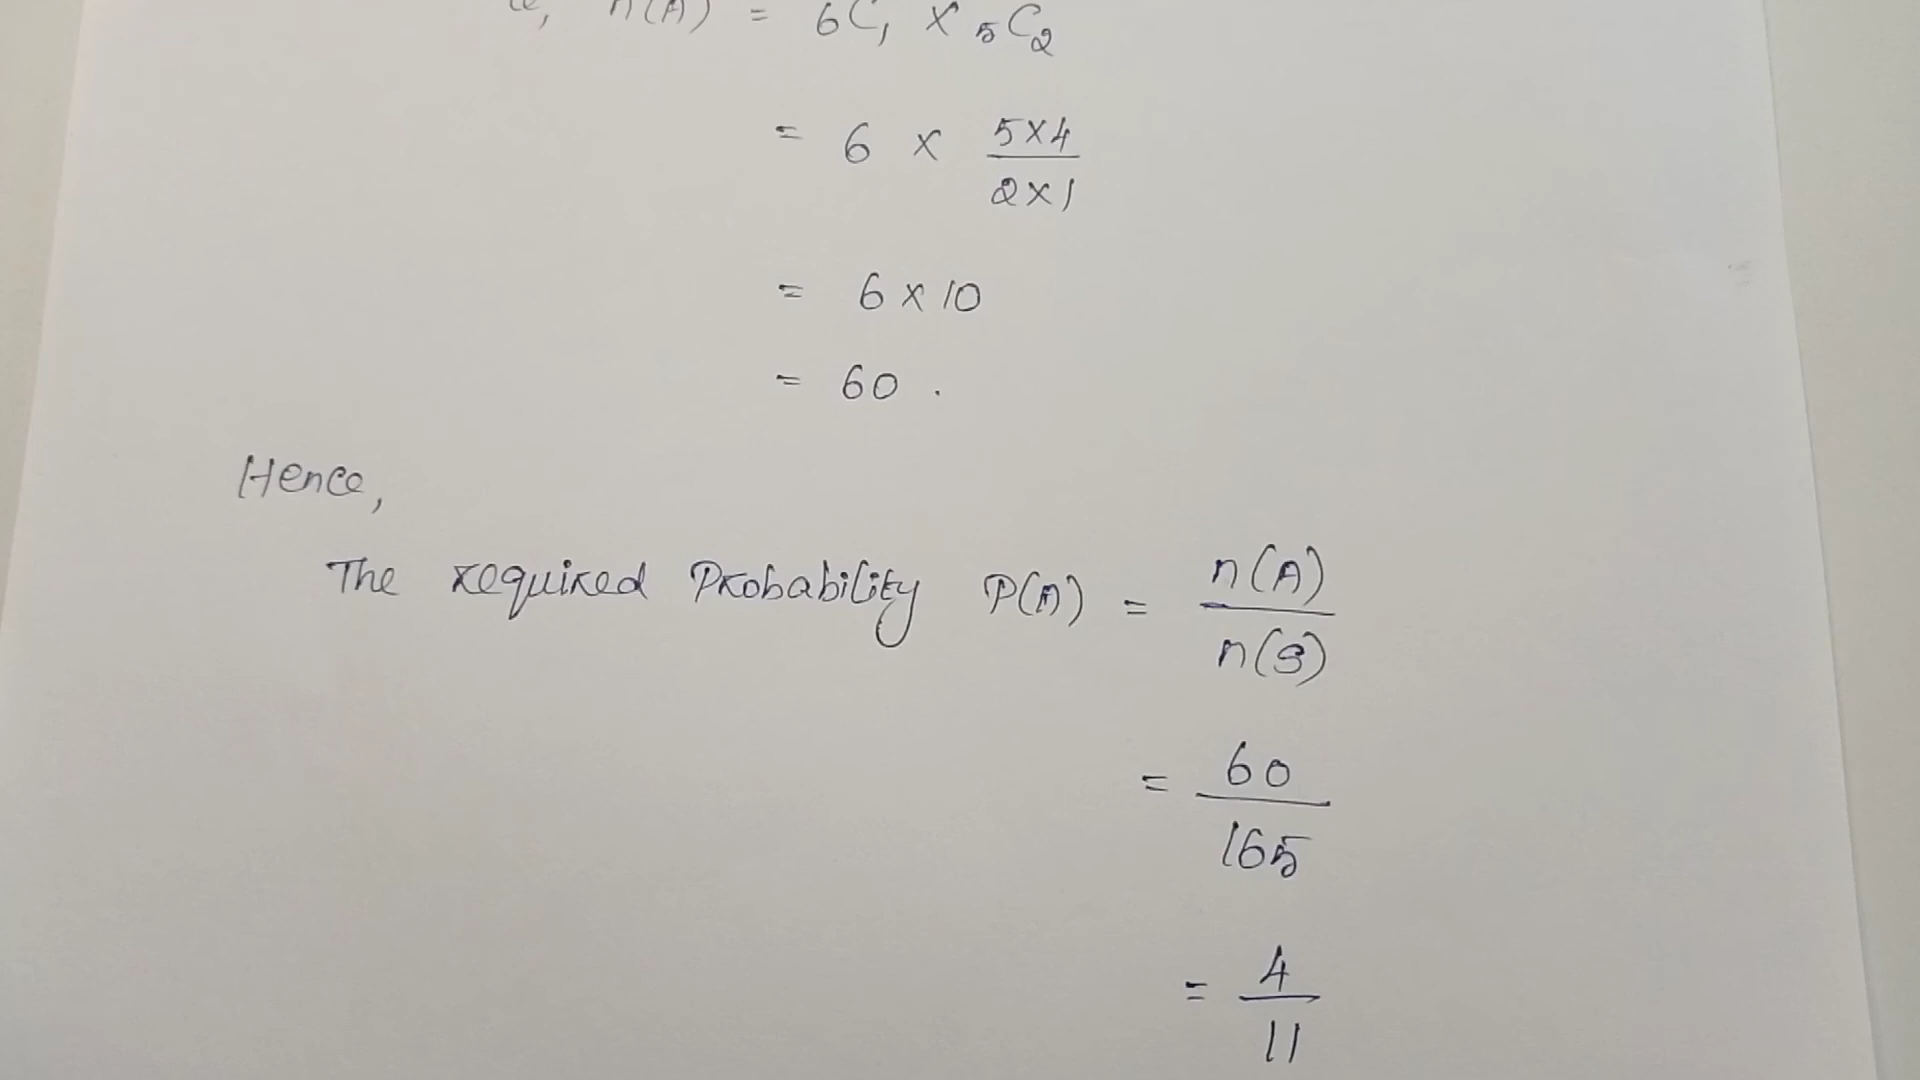 n(A) = 6C₁ × 5C₂
= 6 × 5×4 / 2×1
= 6 × 10
= 60 .
Hence,
The required Probability P(A) = n(A) / n(S)
= 60 / 165
= 4 / 11